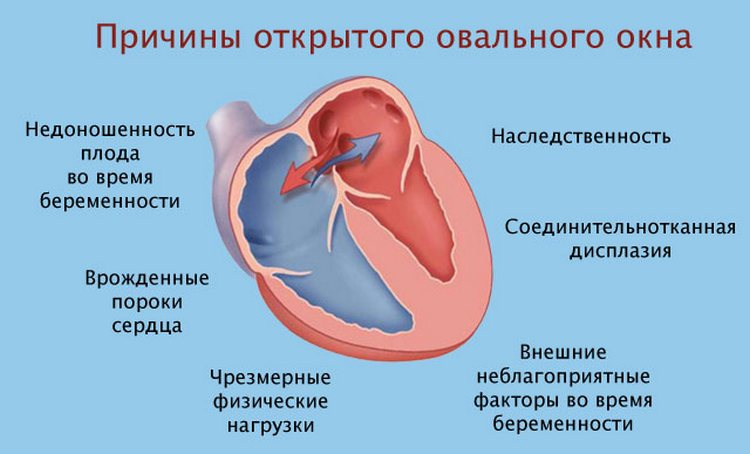 Причины открытого овального окна
Недоношенность
плода
во время
беременности
Наследственность
Соединительнотканная
дисплазия
Врожденные
пороки
сердца
Чрезмерные
физические
нагрузки
Внешние
неблагоприятные
факторы во время
беременности